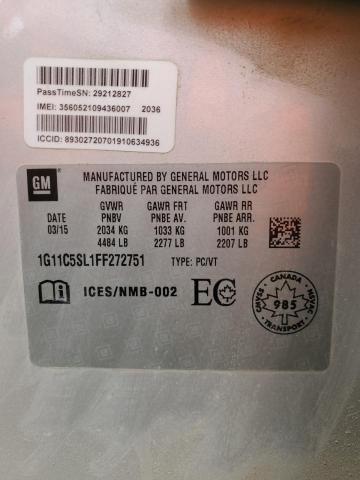 PassTimeSN: 29212827
IMEI: 356052109436007 2036
ICCID: 89302720701910634936
GM
MANUFACTURED BY GENERAL MOTORS LLC
FABRIQUÉ PAR GENERAL MOTORS LLC
GVWR GAWR FRT GAWR RR
DATE PNBV PNBE AV. PNBE ARR.
03/15 2034 KG 1033 KG 1001 KG
4484 LB 2277 LB 2207 LB
1G11C5SL1FF272751 TYPE: PC/VT
ICES/NMB-002 EC
CANADA
CMVSS 985 NSVAC
TRANSPORT